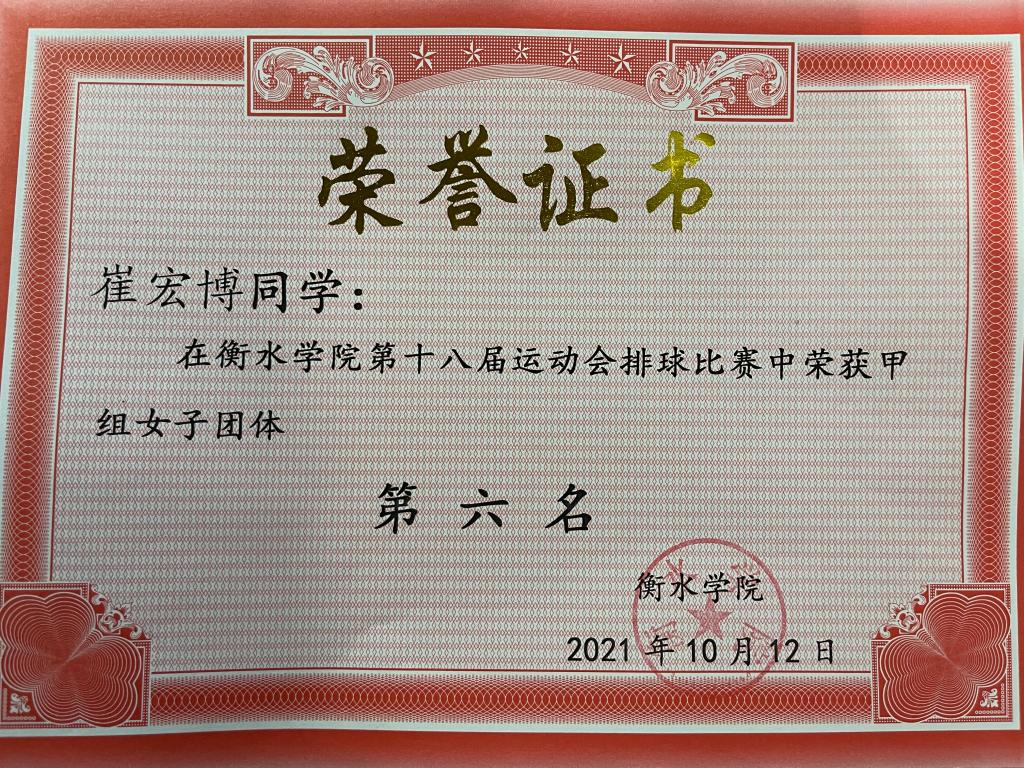 荣誉证书
崔宏博同学：
在衡水学院第十八届运动会排球比赛中荣获甲
组女子团体
第六名
衡水学院
2021年10月12日